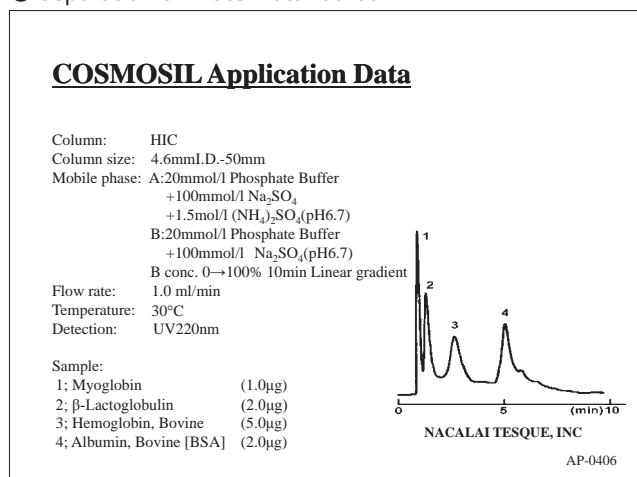 COSMOSIL Application Data
Column: HIC
Column size: 4.6mmI.D.-50mm
Mobile phase: A:20mmol/l Phosphate Buffer
+100mmol/l Na₂SO₄
+1.5mol/l (NH₄)₂SO₄(pH6.7)
B:20mmol/l Phosphate Buffer
+100mmol/l Na₂SO₄(pH6.7)
B conc. 0→100% 10min Linear gradient
Flow rate: 1.0 ml/min
Temperature: 30°C
Detection: UV220nm
Sample:
1; Myoglobin (1.0µg)
2; β-Lactoglobulin (2.0µg)
3; Hemoglobin, Bovine (5.0µg)
4; Albumin, Bovine [BSA] (2.0µg)
1
2
3
4
0 5 (min) 10
NACALAI TESQUE, INC
AP-0406